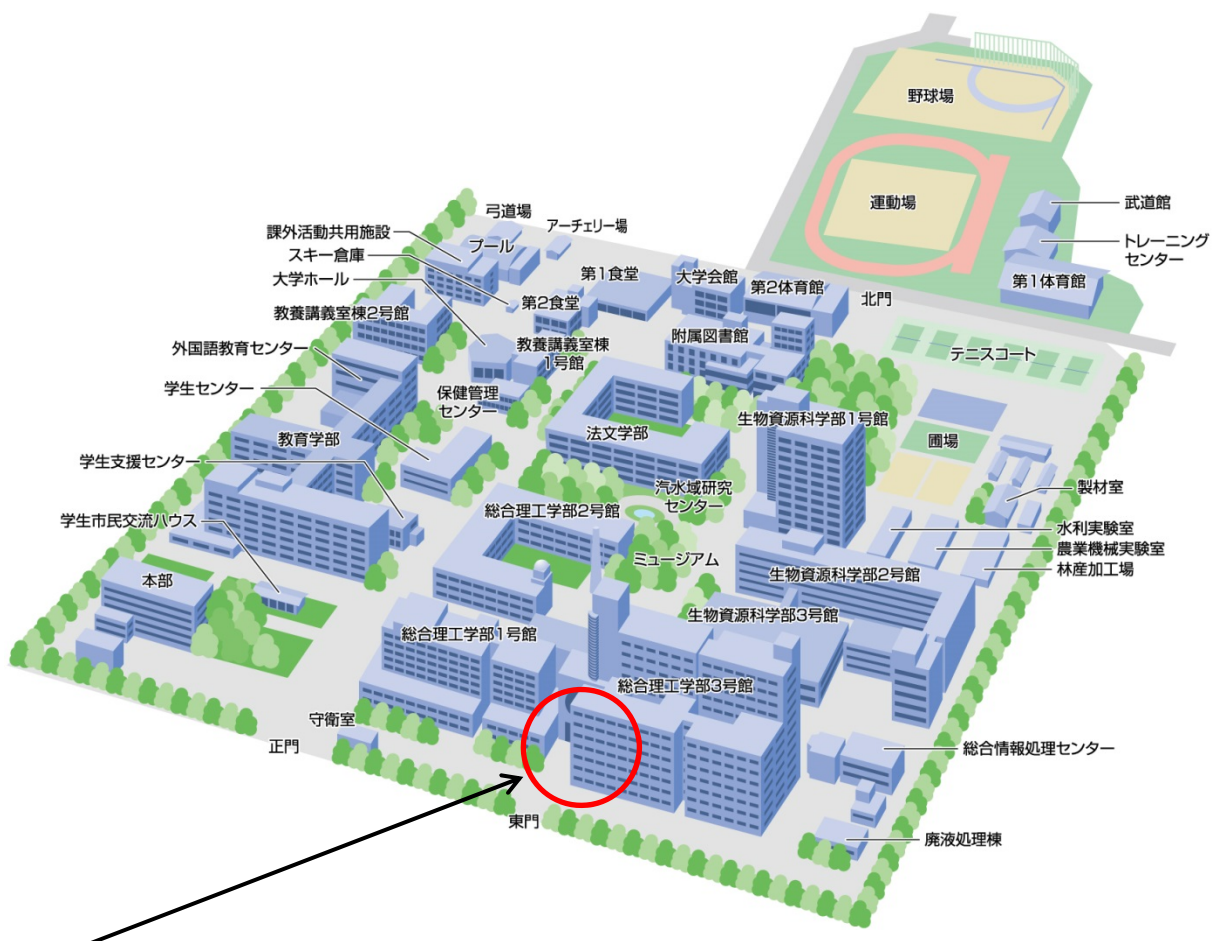 野球場
運動場
武道館
トレーニング
センター
第1体育館
弓道場
アーチェリー場
課外活動共用施設
プール
スキー倉庫
大学ホール
第1食堂
大学会館
第2体育館
北門
第2食堂
教養講義室棟2号館
附属図書館
テニスコート
外国語教育センター
教養講義室棟
1号館
学生センター
保健管理
センター
生物資源科学部1号館
教育学部
法文学部
圃場
学生支援センター
汽水域研究
センター
製材室
学生市民交流ハウス
総合理工学部2号館
水利実験室
ミュージアム
農業機械実験室
本部
生物資源科学部2号館
林産加工場
生物資源科学部3号館
総合理工学部1号館
総合理工学部3号館
守衛室
正門
総合情報処理センター
東門
廃液処理棟